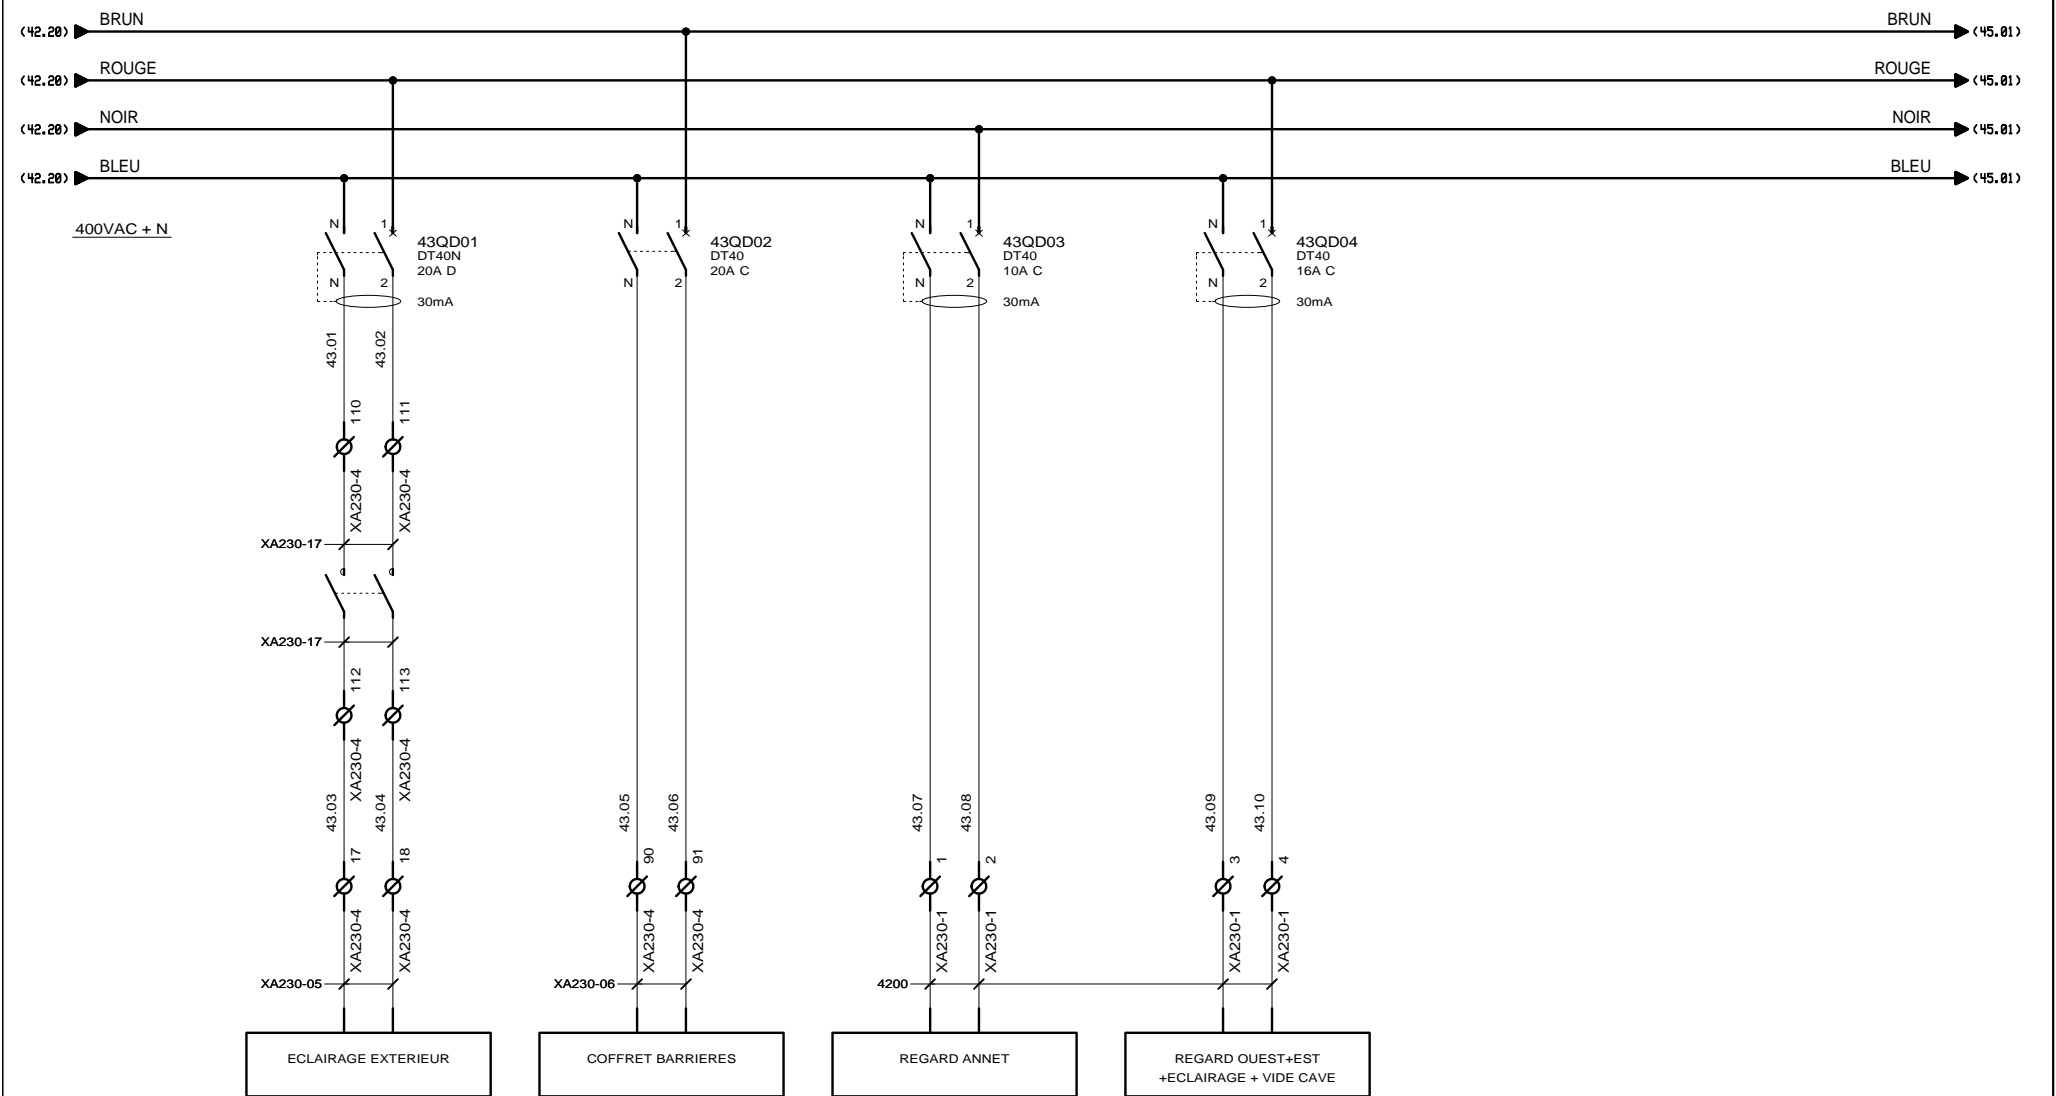 BRUN
BRUN
(42.20) (45.01)
ROUGE
ROUGE
(42.20) (45.01)
NOIR
NOIR
(42.20) (45.01)
BLEU
BLEU
(42.20) (45.01)
400VAC + N
N 1
43QD01
DT40N
20A D
N 2
30mA
N 1
43QD02
DT40
20A C
N 2
N 1
43QD03
DT40
10A C
N 2
30mA
N 1
43QD04
DT40
16A C
N 2
30mA
43.01
43.02
110
111
XA230-4
XA230-4
XA230-17
XA230-17
112
113
XA230-4
XA230-4
43.03
43.04
43.05
43.06
43.07
43.08
43.09
43.10
17
18
90
91
1
2
3
4
XA230-4
XA230-4
XA230-4
XA230-4
XA230-1
XA230-1
XA230-1
XA230-1
XA230-05
XA230-06
4200
ECLAIRAGE EXTERIEUR
COFFRET BARRIERES
REGARD ANNET
REGARD OUEST+EST
+ECLAIRAGE + VIDE CAVE